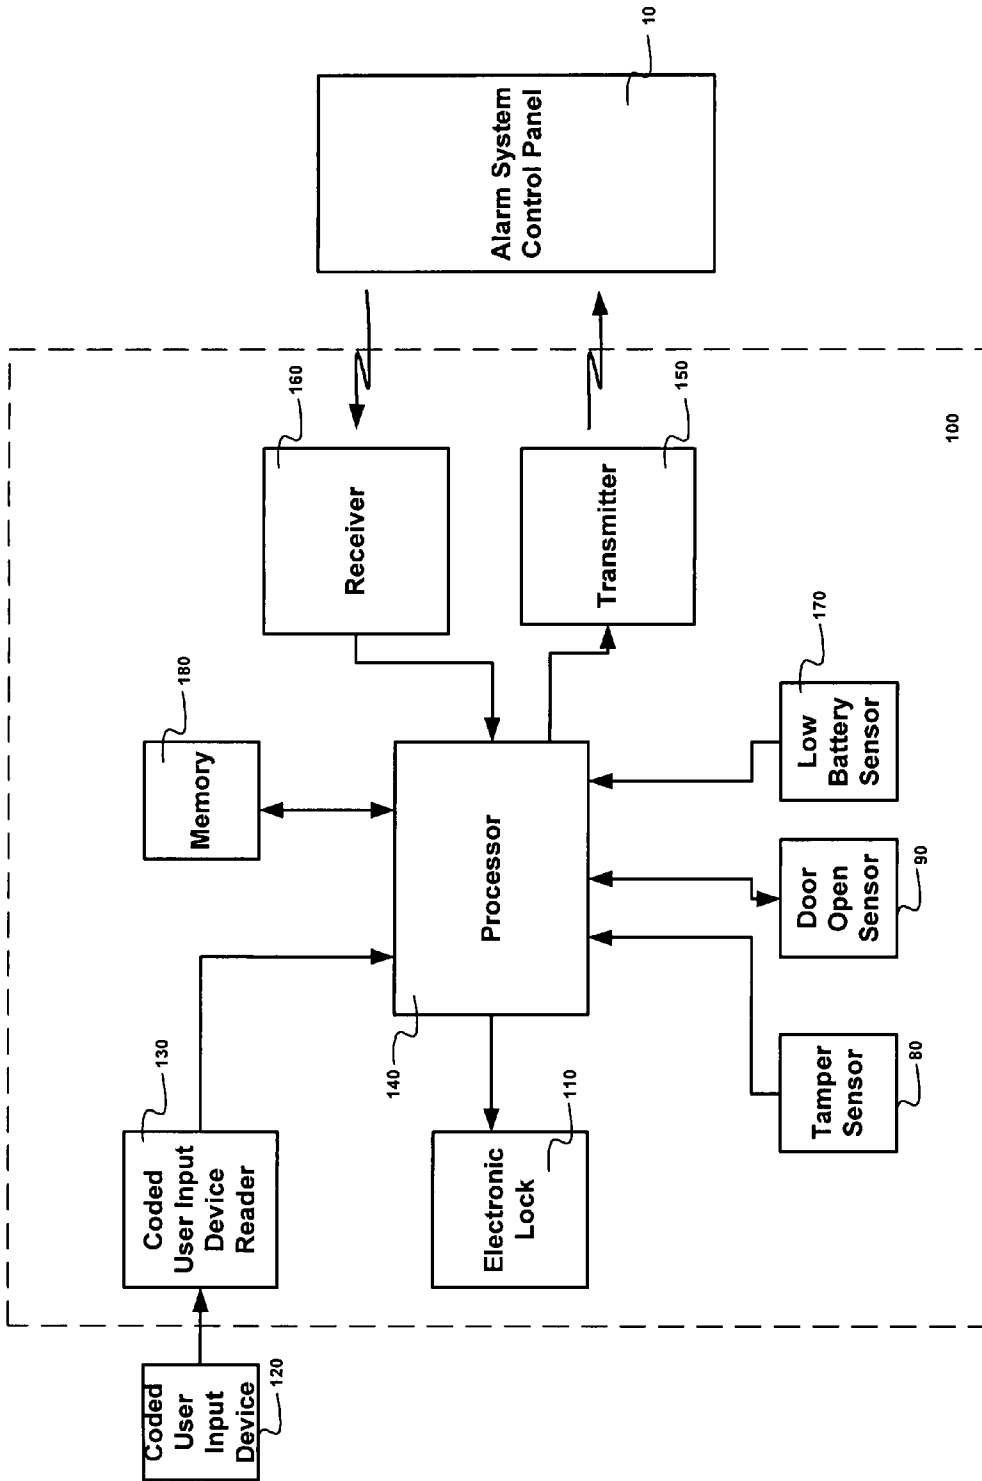 Coded
User
Input
Device
120
Coded
User Input
Device
Reader
130
Memory
180
Receiver
160
Alarm System
Control Panel
10
Electronic
Lock
110
Processor
140
Transmitter
150
Tamper
Sensor
80
Door
Open
Sensor
90
Low
Battery
Sensor
170
100